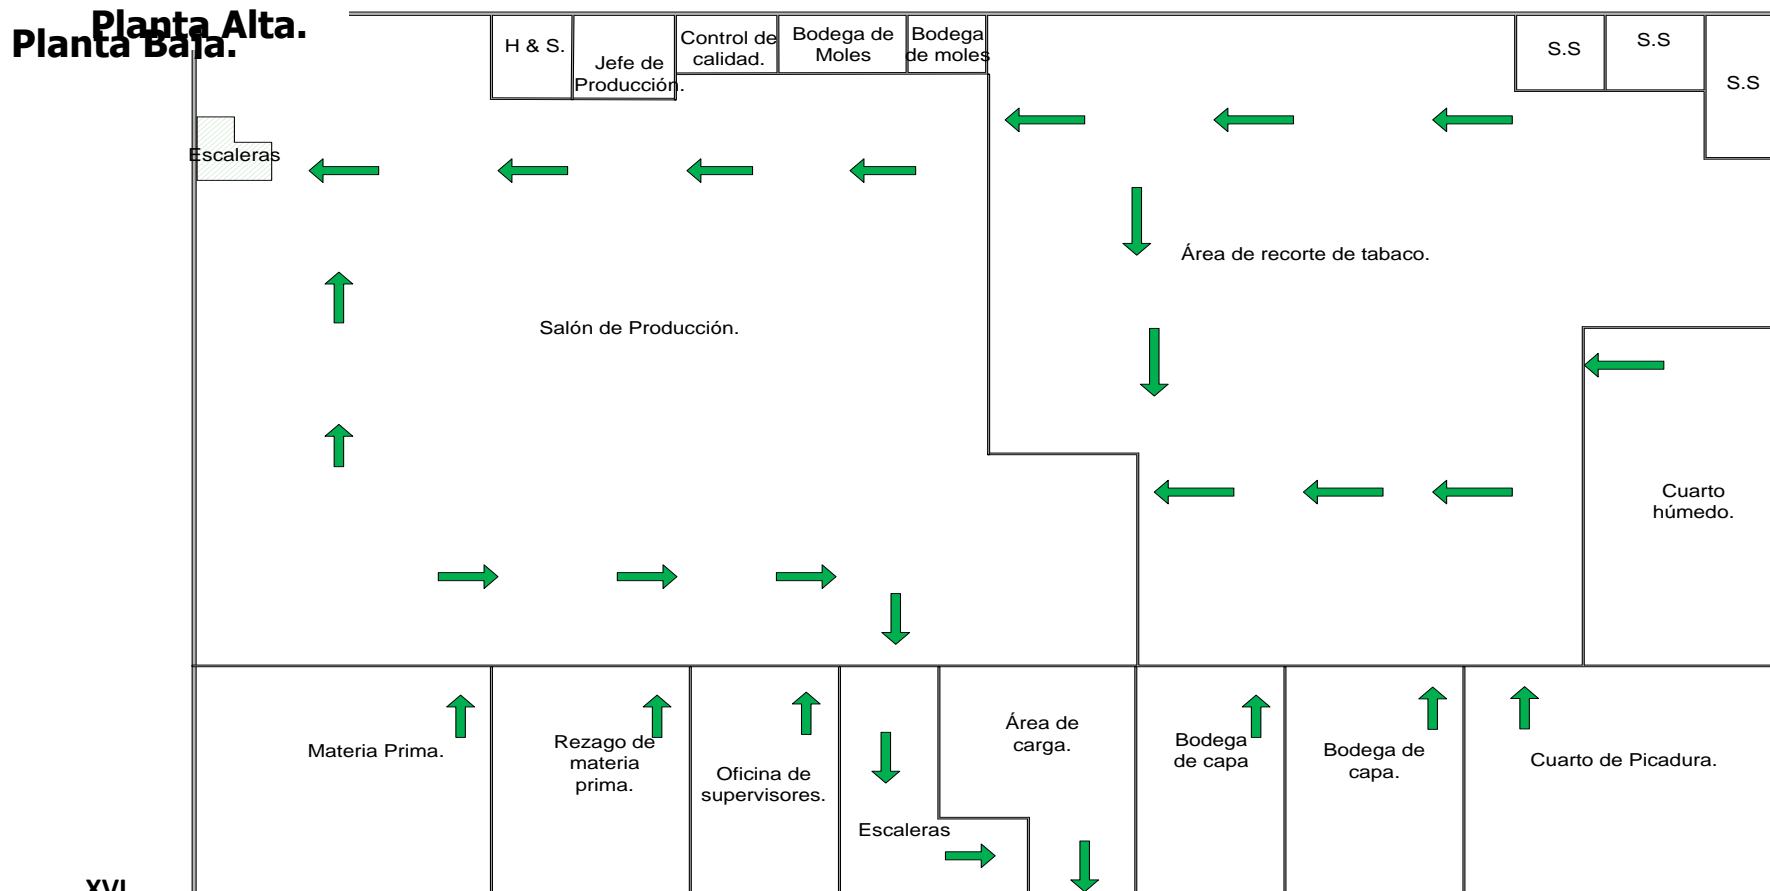 Planta Alta.
Planta Baja.
H & S.
Jefe de
Producción.
Control de
calidad.
Bodega de
Moles
Bodega
de moles
S.S
S.S
S.S
Escaleras
Área de recorte de tabaco.
Salón de Producción.
Cuarto
húmedo.
Materia Prima.
Rezago de
materia
prima.
Oficina de
supervisores.
Escaleras
Área de
carga.
Bodega
de capa
Bodega de
capa.
Cuarto de Picadura.
XVI